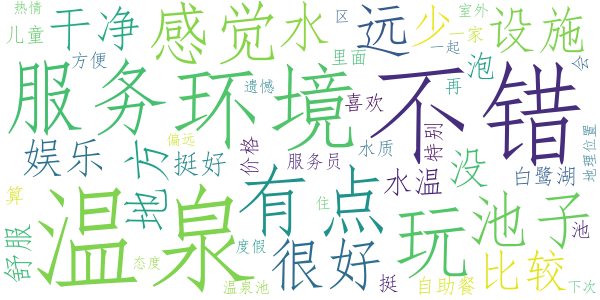 热情
儿童
干净
方便
感觉
水
区
里面
远
少
一起
一家
室外
设施
泡
会
服务
环境
不错
遗憾
喜欢
再
偏远
娱乐
地方
挺好
价格
服务员
水质
特别
没
地理位置
水温
白鹭湖
算
舒服
温泉
有点
住
很好
玩
池子
池
态度
度假
温泉池
挺
自助餐
比较
下次